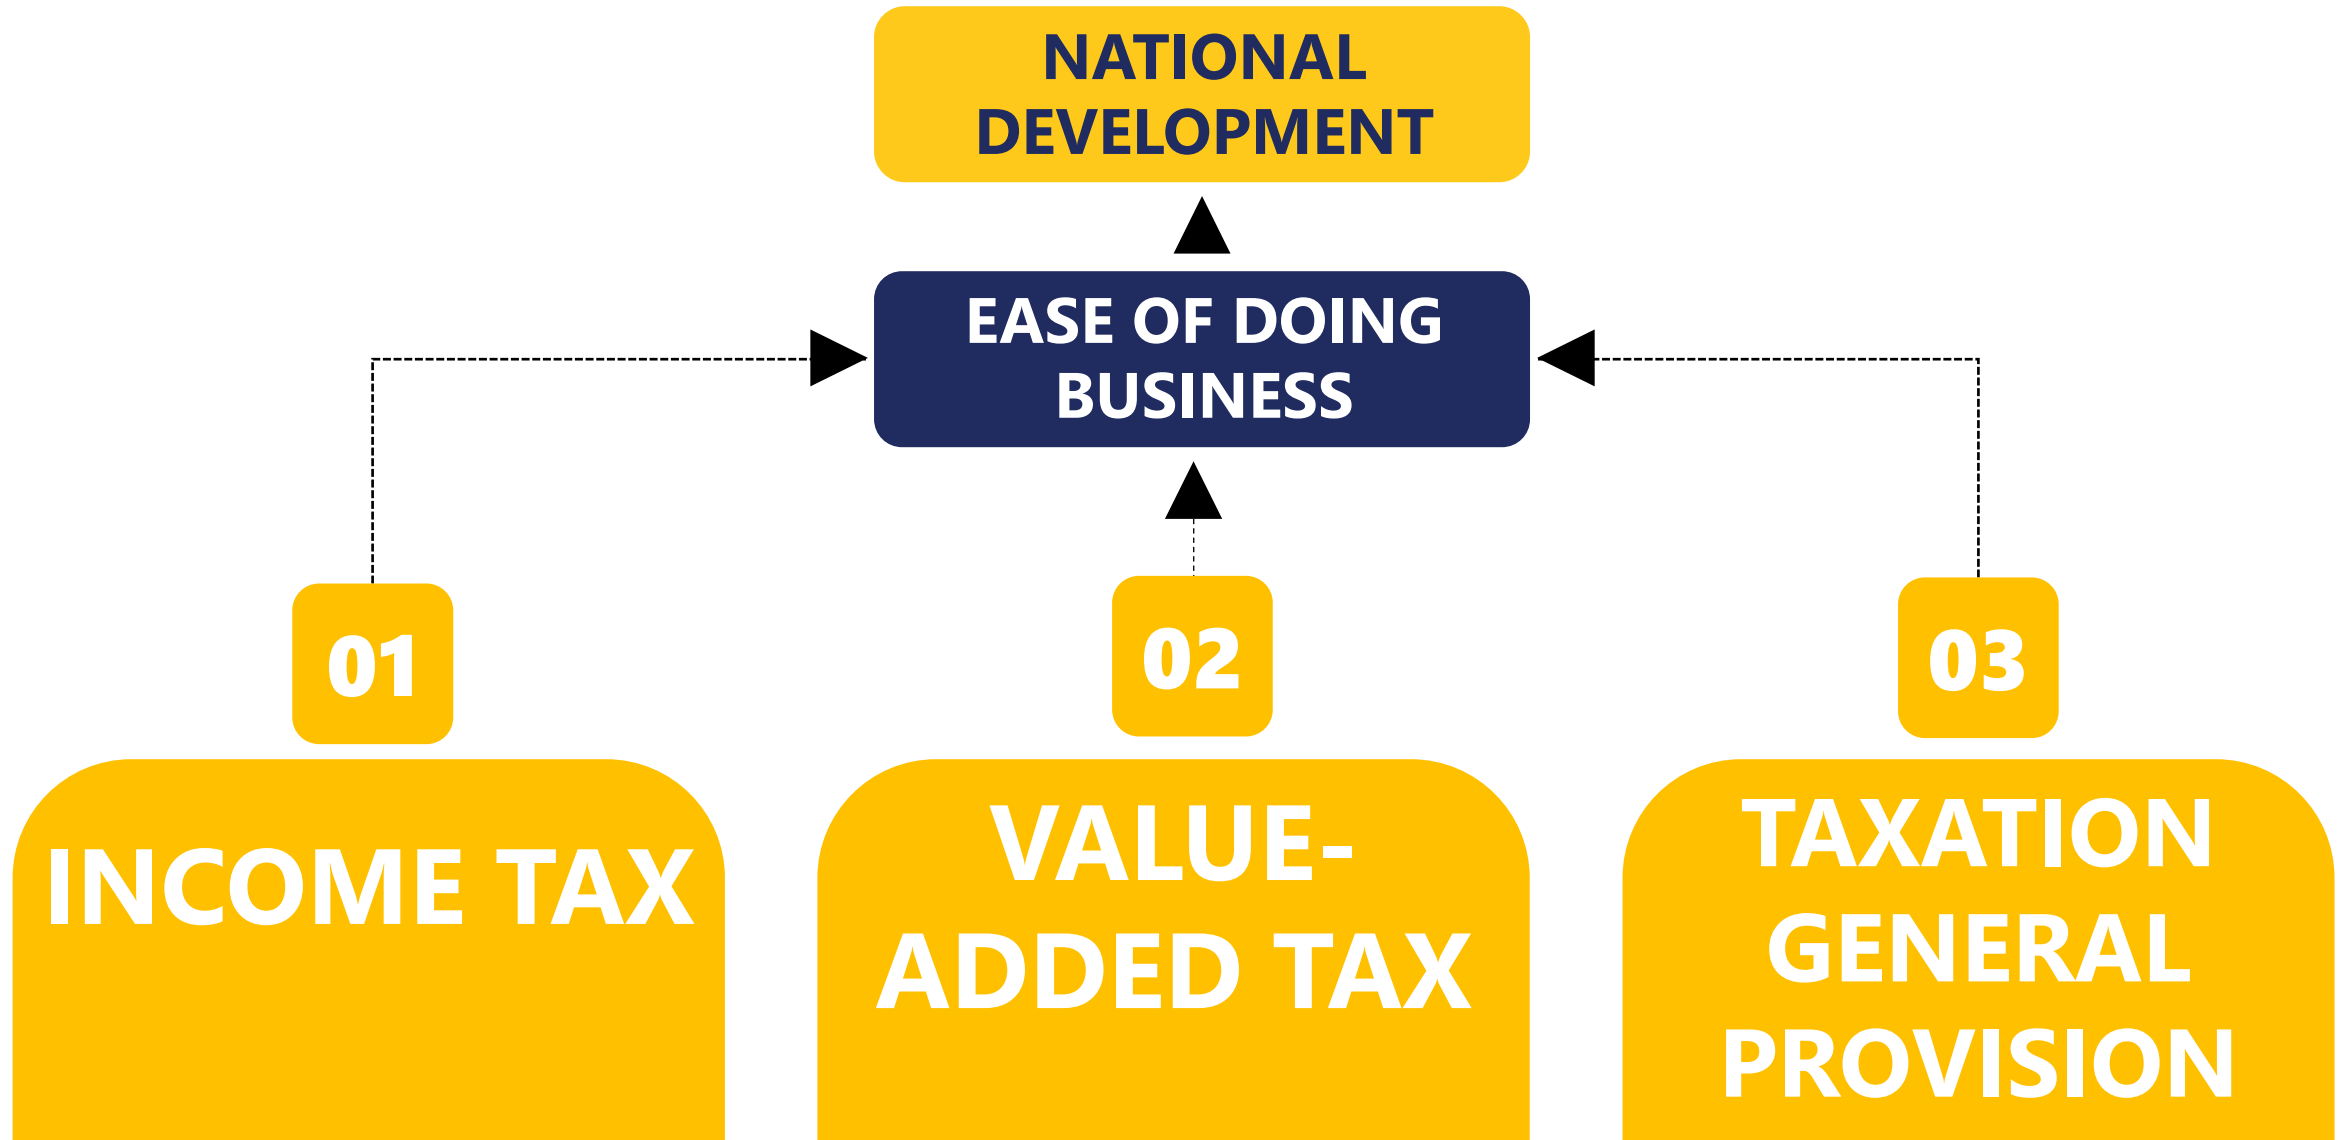 NATIONAL
DEVELOPMENT
EASE OF DOING
BUSINESS
01
02
03
INCOME TAX
VALUE-
ADDED TAX
TAXATION
GENERAL
PROVISION